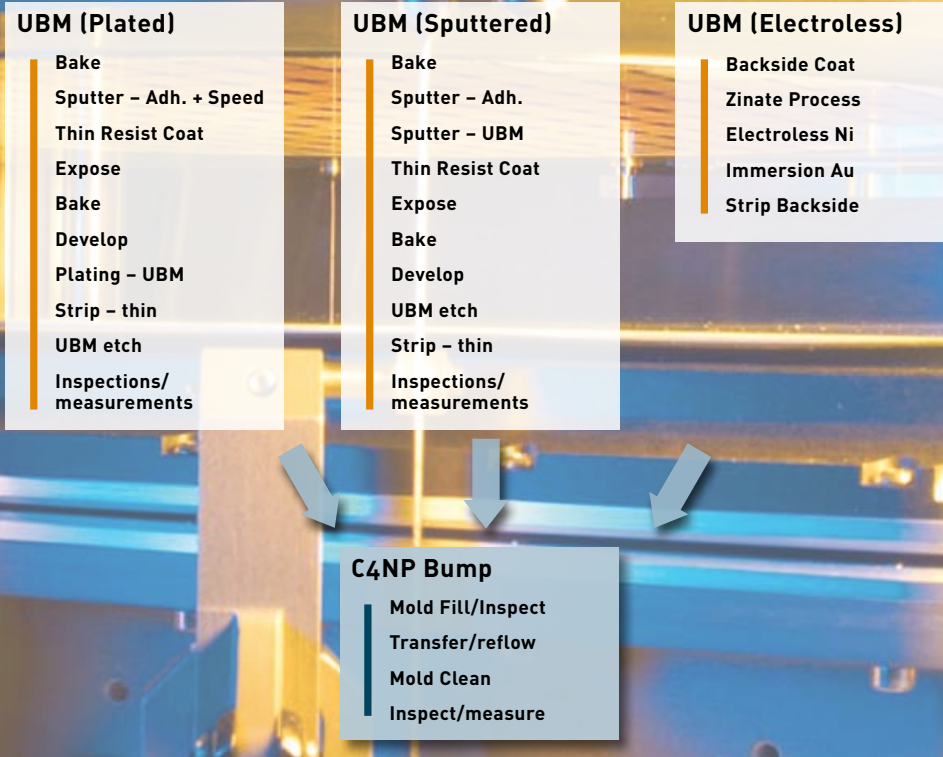 UBM (Plated)
Bake
Sputter – Adh. + Speed
Thin Resist Coat
Expose
Bake
Develop
Plating – UBM
Strip – thin
UBM etch
Inspections/
measurements
UBM (Sputtered)
Bake
Sputter – Adh.
Sputter – UBM
Thin Resist Coat
Expose
Bake
Develop
UBM etch
Strip – thin
Inspections/
measurements
UBM (Electroless)
Backside Coat
Zinate Process
Electroless Ni
Immersion Au
Strip Backside
C4NP Bump
Mold Fill/Inspect
Transfer/reflow
Mold Clean
Inspect/measure